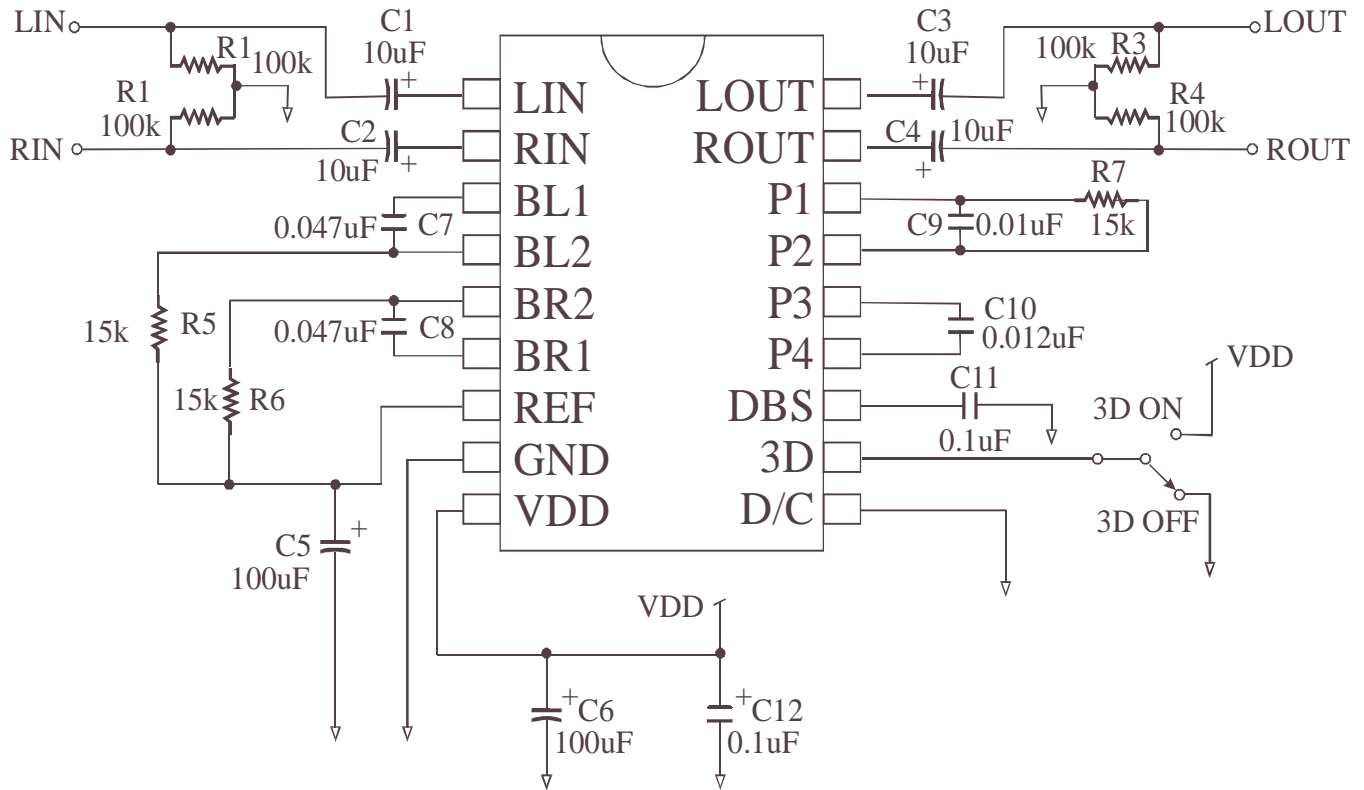 LIN
R1
100k
R1
100k
RIN
C1
10uF
+
C2
10uF
+
C3
10uF
+
C4
10uF
+
100k
R3
R4
100k
LOUT
ROUT
LIN
RIN
BL1
BL2
BR2
BR1
REF
GND
VDD
LOUT
ROUT
P1
P2
P3
P4
DBS
3D
D/C
0.047uF
C7
0.047uF
C8
15k
R5
15k
R6
C5
+
100uF
R7
15k
C9
0.01uF
C10
0.012uF
C11
0.1uF
VDD
3D ON
3D OFF
VDD
+
C6
100uF
+
C12
0.1uF